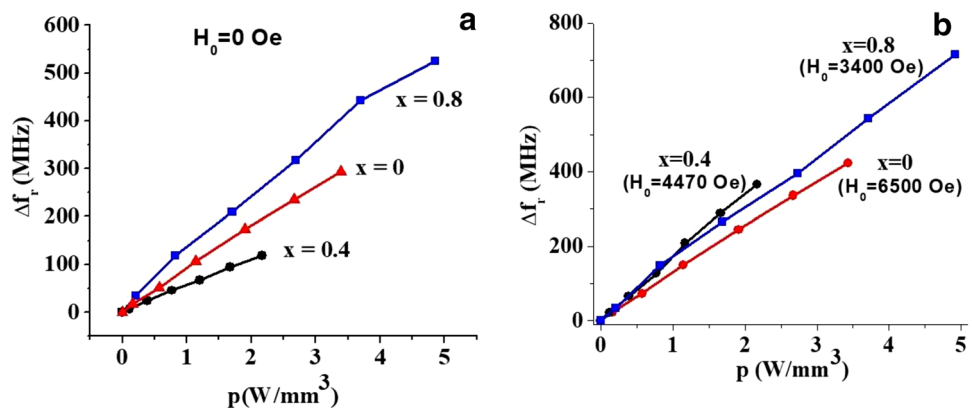 a
H₀=0 Oe
x = 0.8
x = 0
x = 0.4
Δfᵣ (MHz)
600
500
400
300
200
100
0
0 1 2 3 4 5
p(W/mm³)
b
x=0.8
(H₀=3400 Oe)
x=0.4
(H₀=4470 Oe)
x=0
(H₀=6500 Oe)
Δfᵣ (MHz)
800
600
400
200
0
0 1 2 3 4 5
p (W/mm³)